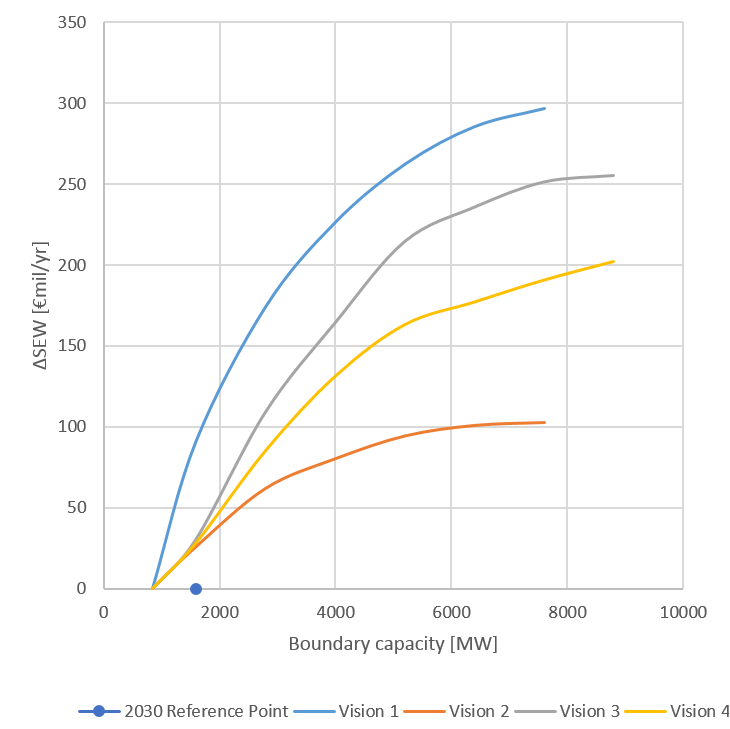 350
300
250
200
150
100
50
0
ΔSEW [€mil/yr]
0 2000 4000 6000 8000 10000
Boundary capacity [MW]
2030 Reference Point Vision 1 Vision 2 Vision 3 Vision 4